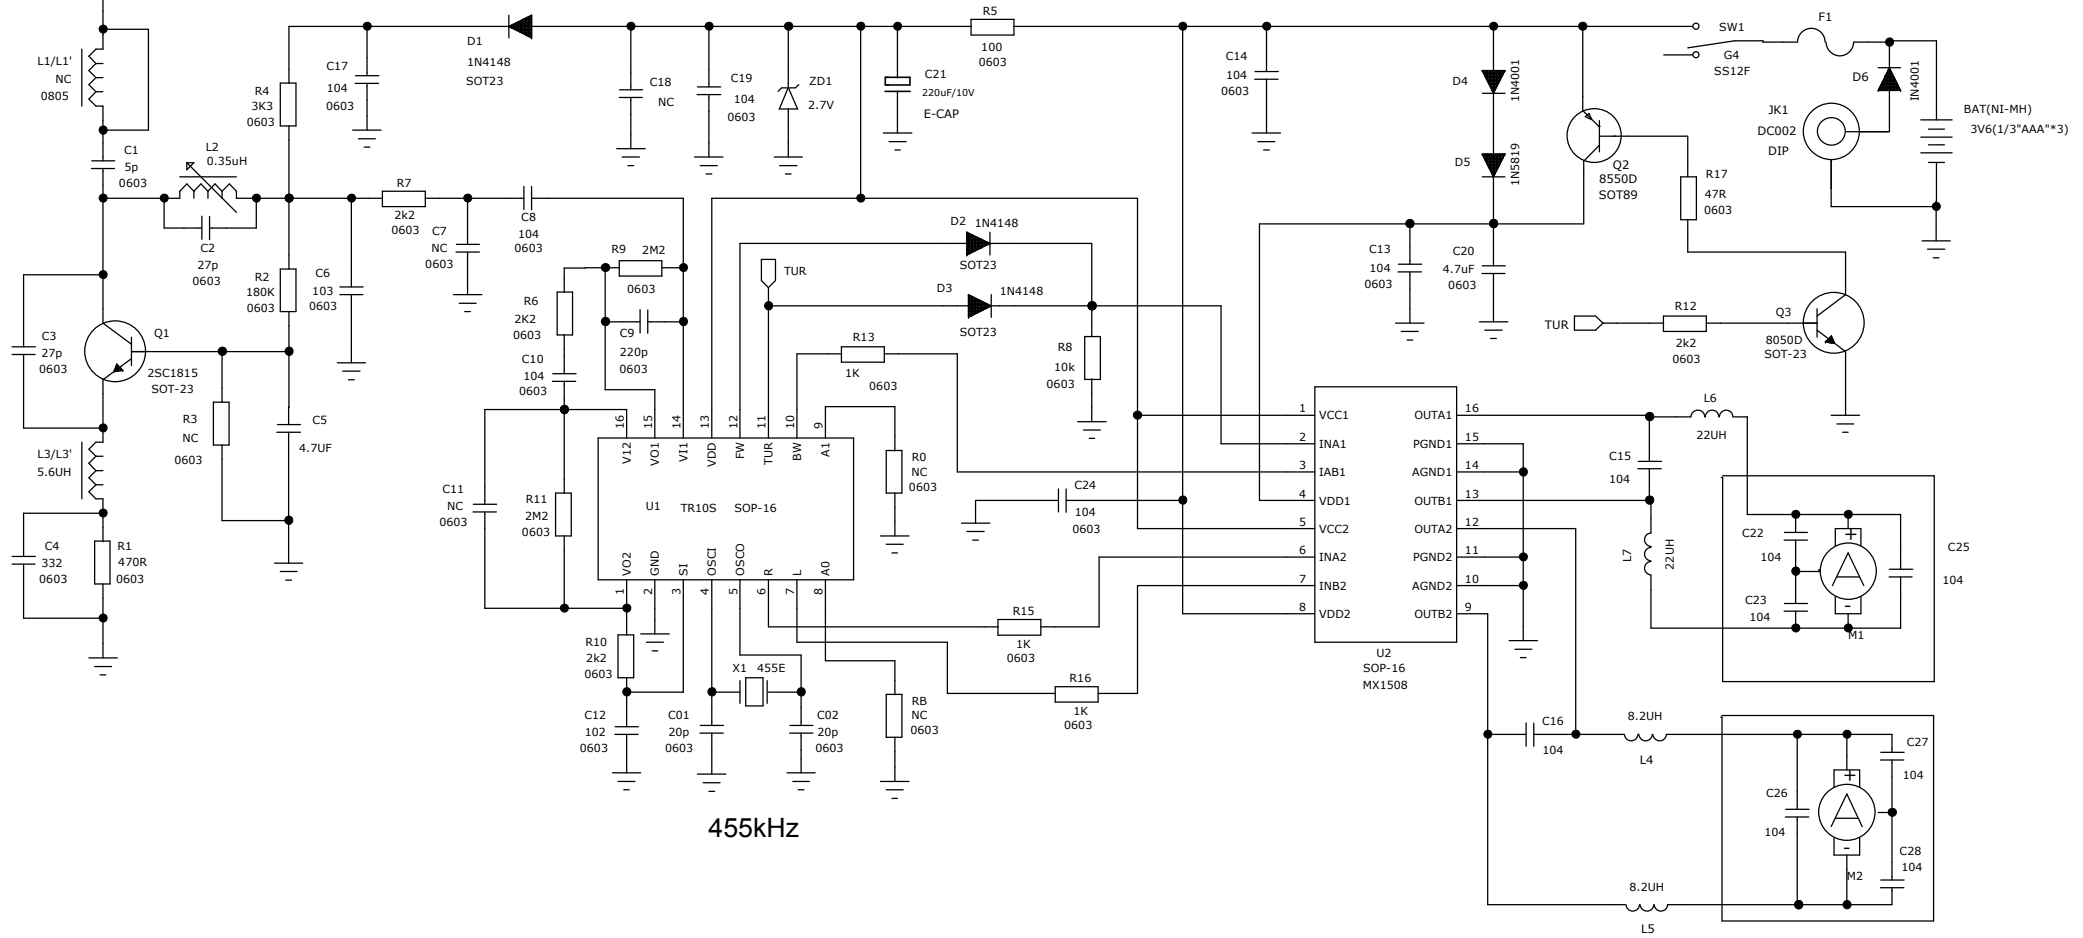 L1/L1'
NC
0805
C1
5p
0603
L2
0.35uH
C2
27p
0603
C3
27p
0603
Q1
2SC1815
SOT-23
L3/L3'
5.6UH
C4
332
0603
R1
470R
0603
R4
3K3
0603
C17
104
0603
R2
180K
0603
C6
103
0603
R3
NC
0603
C5
4.7UF
D1
1N4148
SOT23
R7
2k2
0603
C7
NC
0603
C8
104
0603
C18
NC
C19
104
0603
ZD1
2.7V
C21
220uF/10V
E-CAP
R5
100
0603
R9
2M2
0603
R6
2K2
0603
C9
220p
0603
C10
104
0603
C11
NC
0603
R11
2M2
0603
TUR
D2
1N4148
SOT23
D3
1N4148
SOT23
R13
1K
0603
R8
10k
0603
R0
NC
0603
16
15
14
13
12
11
10
9
V12
VO1
VI1
VDD
FW
TUR
BW
A1
U1
TR10S
SOP-16
VO2
GND
SI
OSCI
OSCO
R
L
A0
1
2
3
4
5
6
7
8
R10
2k2
0603
C12
102
0603
C01
20p
0603
X1
455E
C02
20p
0603
RB
NC
0603
455kHz
C24
104
0603
R15
1K
0603
R16
1K
0603
C14
104
0603
D4
1N4001
D5
1N5819
Q2
8550D
SOT89
C13
104
0603
C20
4.7uF
0603
R17
47R
0603
SW1
G4
SS12F
F1
D6
IN4001
JK1
DC002
DIP
BAT(NI-MH)
3V6(1/3"AAA"*3)
TUR
R12
2k2
0603
Q3
8050D
SOT-23
1
VCC1
OUTA1
16
2
INA1
PGND1
15
3
IAB1
AGND1
14
4
VDD1
OUTB1
13
5
VCC2
OUTA2
12
6
INA2
PGND2
11
7
INB2
AGND2
10
8
VDD2
OUTB2
9
U2
SOP-16
MX1508
L6
22UH
C15
104
L7
22UH
C22
104
C23
104
+
A
-
M1
C25
104
C16
104
8.2UH
L4
C26
104
+
A
-
M2
C27
104
C28
104
8.2UH
L5